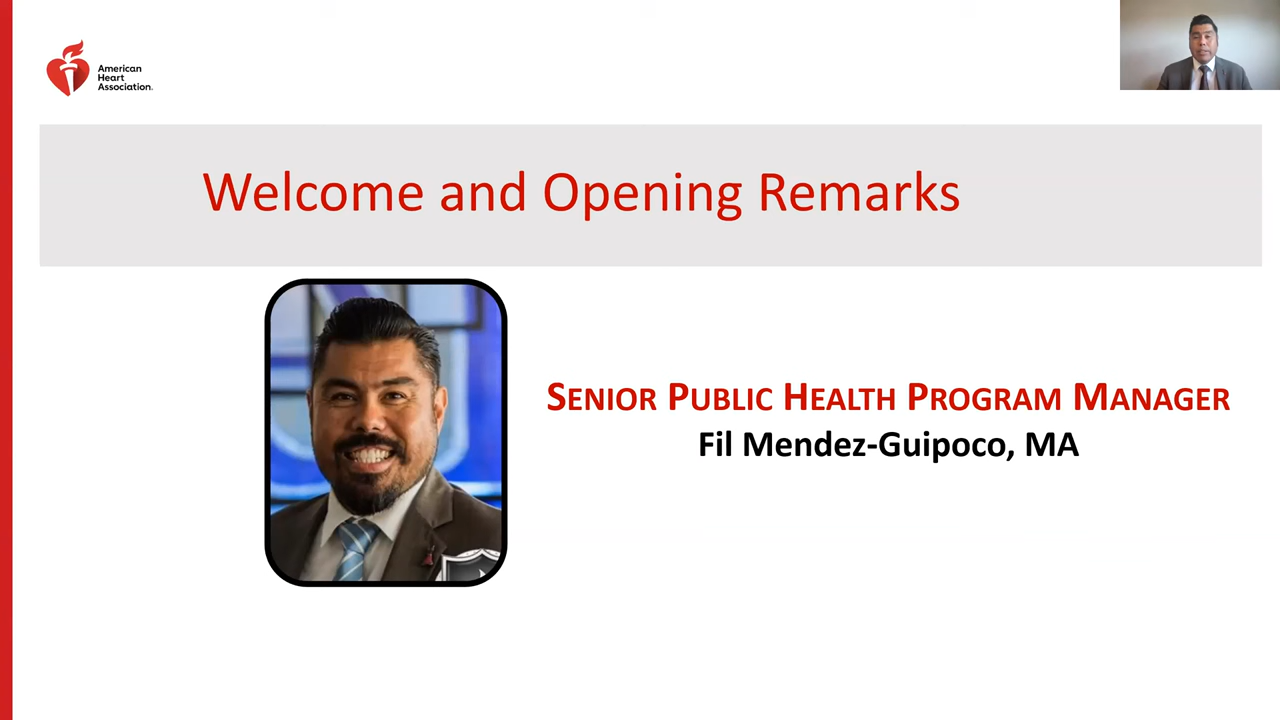 American
Heart
Association.
Welcome and Opening Remarks
SENIOR PUBLIC HEALTH PROGRAM MANAGER
Fil Mendez-Guipoco, MA